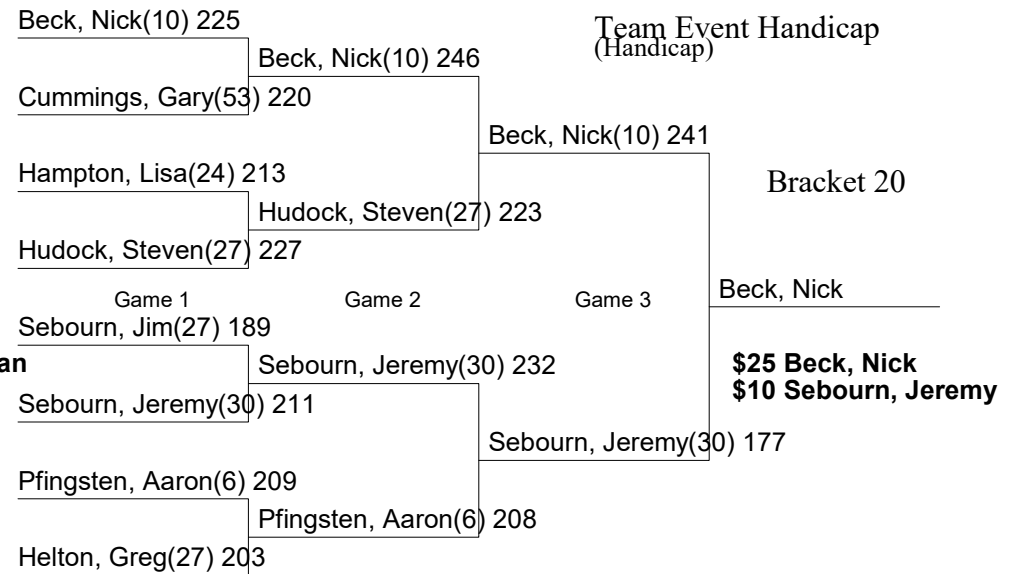 Beck, Nick(10) 225
Team Event Handicap
(Handicap)
Beck, Nick(10) 246
Cummings, Gary(53) 220
Beck, Nick(10) 241
Hampton, Lisa(24) 213
Bracket 20
Hudock, Steven(27) 223
Hudock, Steven(27) 227
Game 1
Game 2
Game 3
Beck, Nick
Sebourn, Jim(27) 189
an
Sebourn, Jeremy(30) 232
$25 Beck, Nick
$10 Sebourn, Jeremy
Sebourn, Jeremy(30) 211
Sebourn, Jeremy(30) 177
Pfingsten, Aaron(6) 209
Pfingsten, Aaron(6) 208
Helton, Greg(27) 203